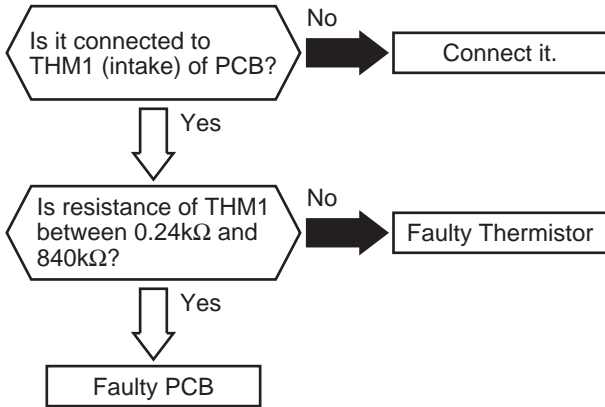 Is it connected to
THM1 (intake) of PCB?
No
Connect it.
Yes
Is resistance of THM1
between 0.24kΩ and
840kΩ?
No
Faulty Thermistor
Yes
Faulty PCB